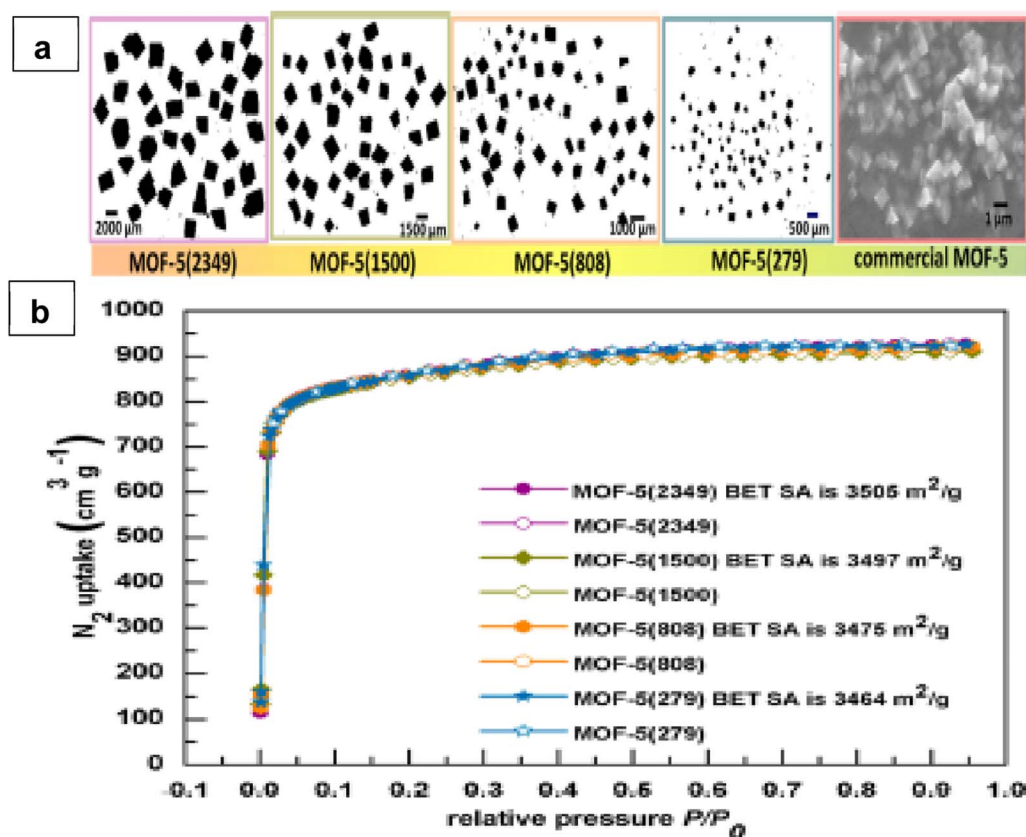 a
2000 µm
1500 µm
1000 µm
500 µm
1 µm
MOF-5(2349)
MOF-5(1500)
MOF-5(808)
MOF-5(279)
commercial MOF-5
b
1000
900
800
700
600
500
400
300
200
100
0
N2 uptake (cm3 g-1)
MOF-5(2349) BET SA is 3505 m2/g
MOF-5(2349)
MOF-5(1500) BET SA is 3497 m2/g
MOF-5(1500)
MOF-5(808) BET SA is 3475 m2/g
MOF-5(808)
MOF-5(279) BET SA is 3464 m2/g
MOF-5(279)
-0.1 0.0 0.1 0.2 0.3 0.4 0.5 0.6 0.7 0.8 0.9 1.0
relative pressure P/P0